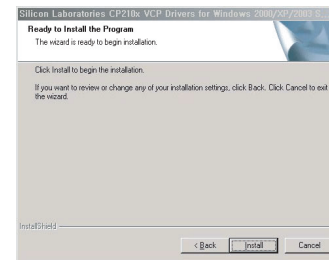 Silicon Laboratories CP210x VCP Drivers for Windows 2000/XP/2003 S...
Ready to Install the Program
The wizard is ready to begin installation.
Click Install to begin the installation.
If you want to review or change any of your installation settings, click Back. Click Cancel to exit
the wizard.
InstallShield
< Back Install Cancel